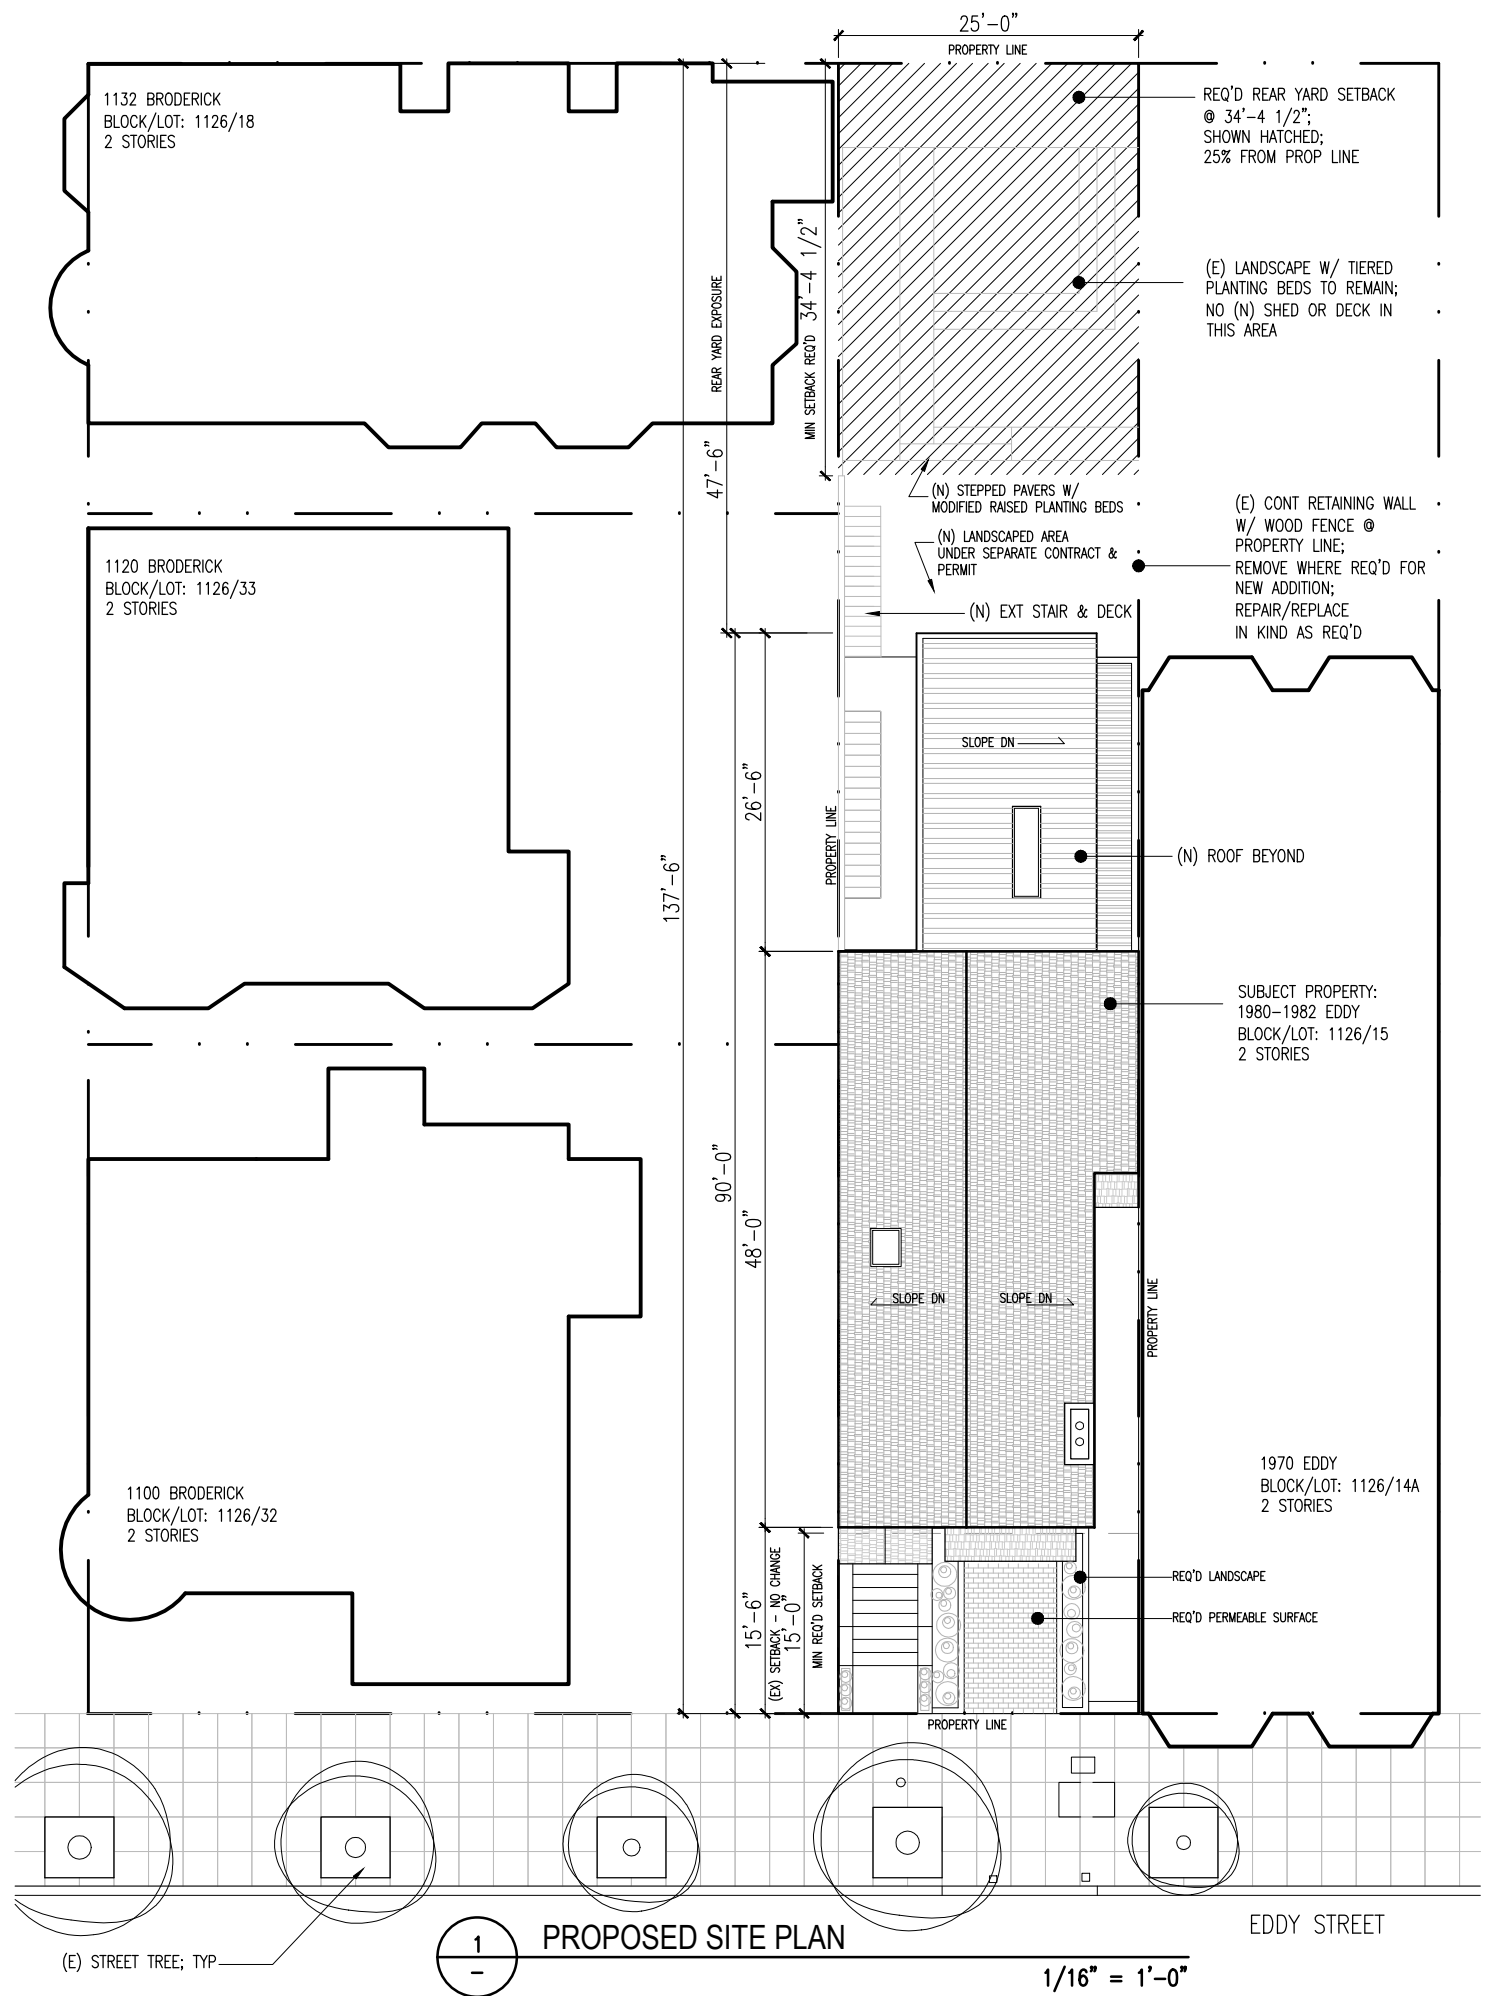 25'-0"
PROPERTY LINE
1132 BRODERICK
BLOCK/LOT: 1126/18
2 STORIES
REQ'D REAR YARD SETBACK
@ 34'-4 1/2";
SHOWN HATCHED;
25% FROM PROP LINE
(E) LANDSCAPE W/ TIERED
PLANTING BEDS TO REMAIN;
NO (N) SHED OR DECK IN
THIS AREA
REAR YARD EXPOSURE
47'-6"
MIN SETBACK REQ'D
34'-4 1/2"
(N) STEPPED PAVERS W/
MODIFIED RAISED PLANTING BEDS
(N) LANDSCAPED AREA
UNDER SEPARATE CONTRACT &
PERMIT
(N) EXT STAIR & DECK
(E) CONT RETAINING WALL
W/ WOOD FENCE @
PROPERTY LINE;
REMOVE WHERE REQ'D FOR
NEW ADDITION;
REPAIR/REPLACE
IN KIND AS REQ'D
1120 BRODERICK
BLOCK/LOT: 1126/33
2 STORIES
SLOPE DN
26'-6"
PROPERTY LINE
137'-6"
(N) ROOF BEYOND
SUBJECT PROPERTY:
1980-1982 EDDY
BLOCK/LOT: 1126/15
2 STORIES
90'-0"
48'-0"
SLOPE DN
SLOPE DN
PROPERTY LINE
1100 BRODERICK
BLOCK/LOT: 1126/32
2 STORIES
1970 EDDY
BLOCK/LOT: 1126/14A
2 STORIES
15'-6"
(EX) SETBACK - NO CHANGE
15'-0"
MIN REQ'D SETBACK
REQ'D LANDSCAPE
REQ'D PERMEABLE SURFACE
PROPERTY LINE
(E) STREET TREE; TYP
1
-
PROPOSED SITE PLAN
1/16" = 1'-0"
EDDY STREET